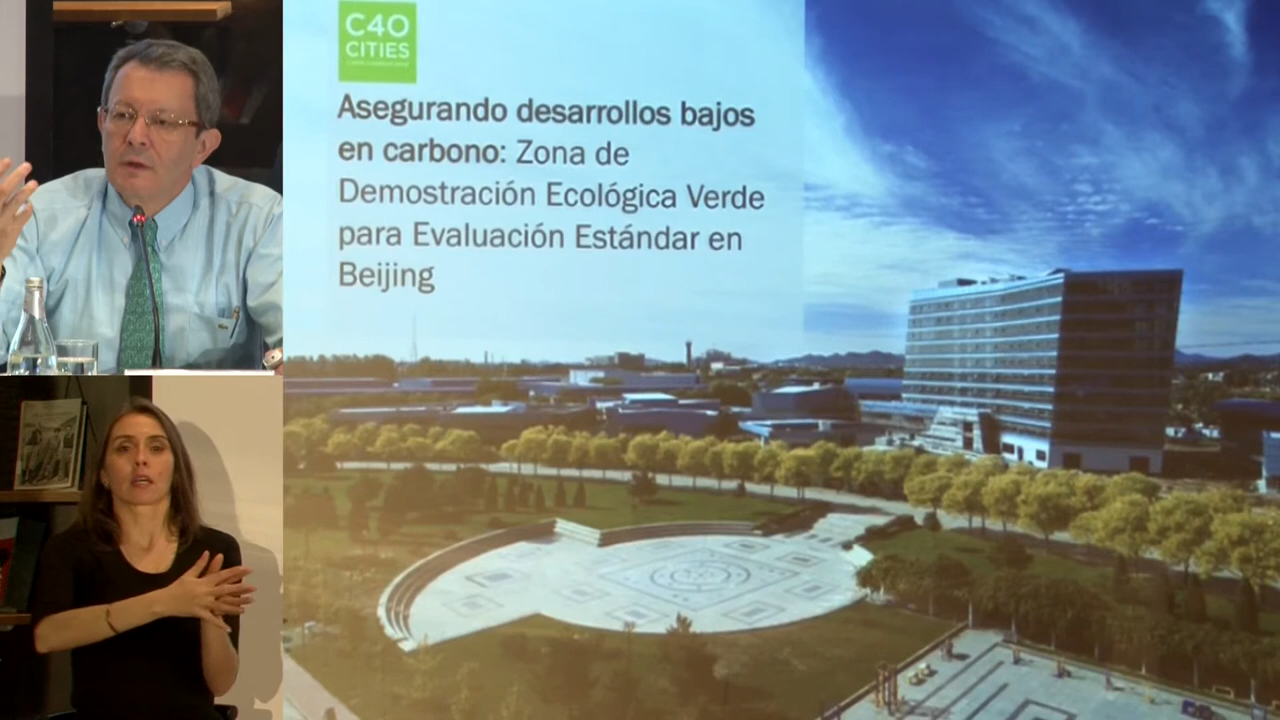 C40
CITIES
Asegurando desarrollos bajos
en carbono: Zona de
Demostración Ecológica Verde
para Evaluación Estándar en
Beijing